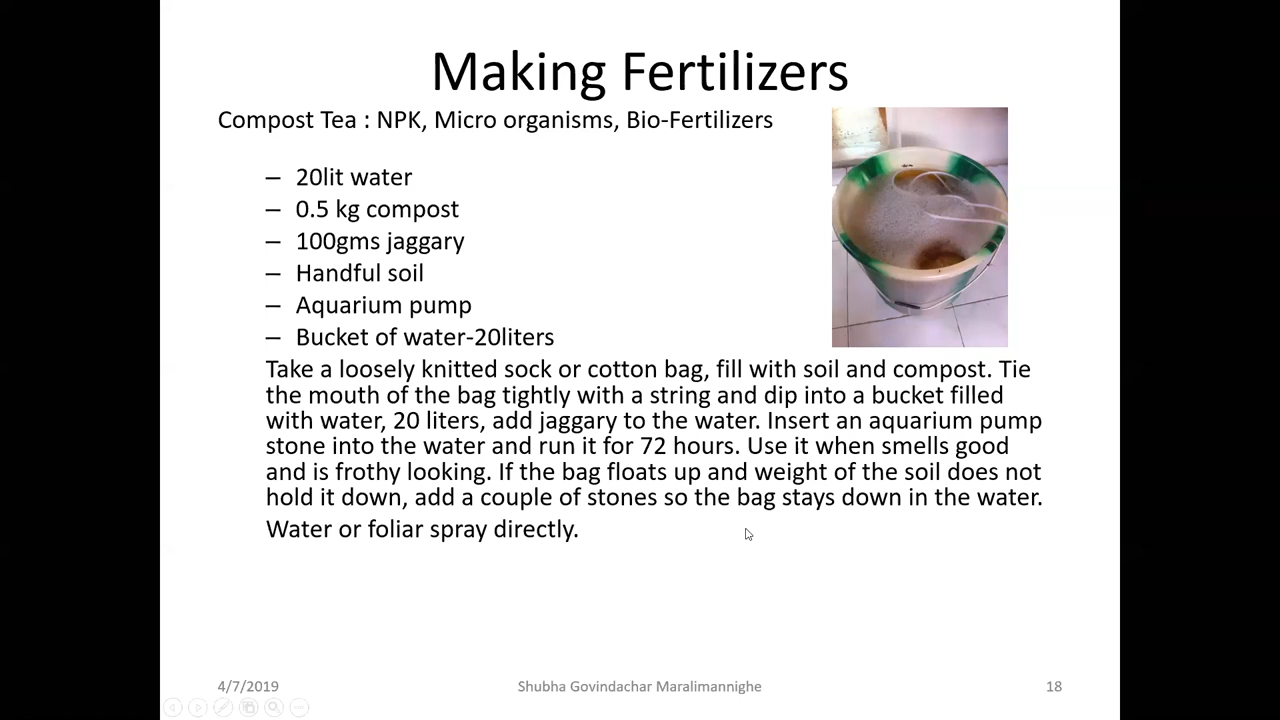 Making Fertilizers
Compost Tea : NPK, Micro organisms, Bio-Fertilizers
– 20lit water
– 0.5 kg compost
– 100gms jaggary
– Handful soil
– Aquarium pump
– Bucket of water-20liters
Take a loosely knitted sock or cotton bag, fill with soil and compost. Tie
the mouth of the bag tightly with a string and dip into a bucket filled
with water, 20 liters, add jaggary to the water. Insert an aquarium pump
stone into the water and run it for 72 hours. Use it when smells good
and is frothy looking. If the bag floats up and weight of the soil does not
hold it down, add a couple of stones so the bag stays down in the water.
Water or foliar spray directly.
4/7/2019
Shubha Govindachar Maralimannighe
18